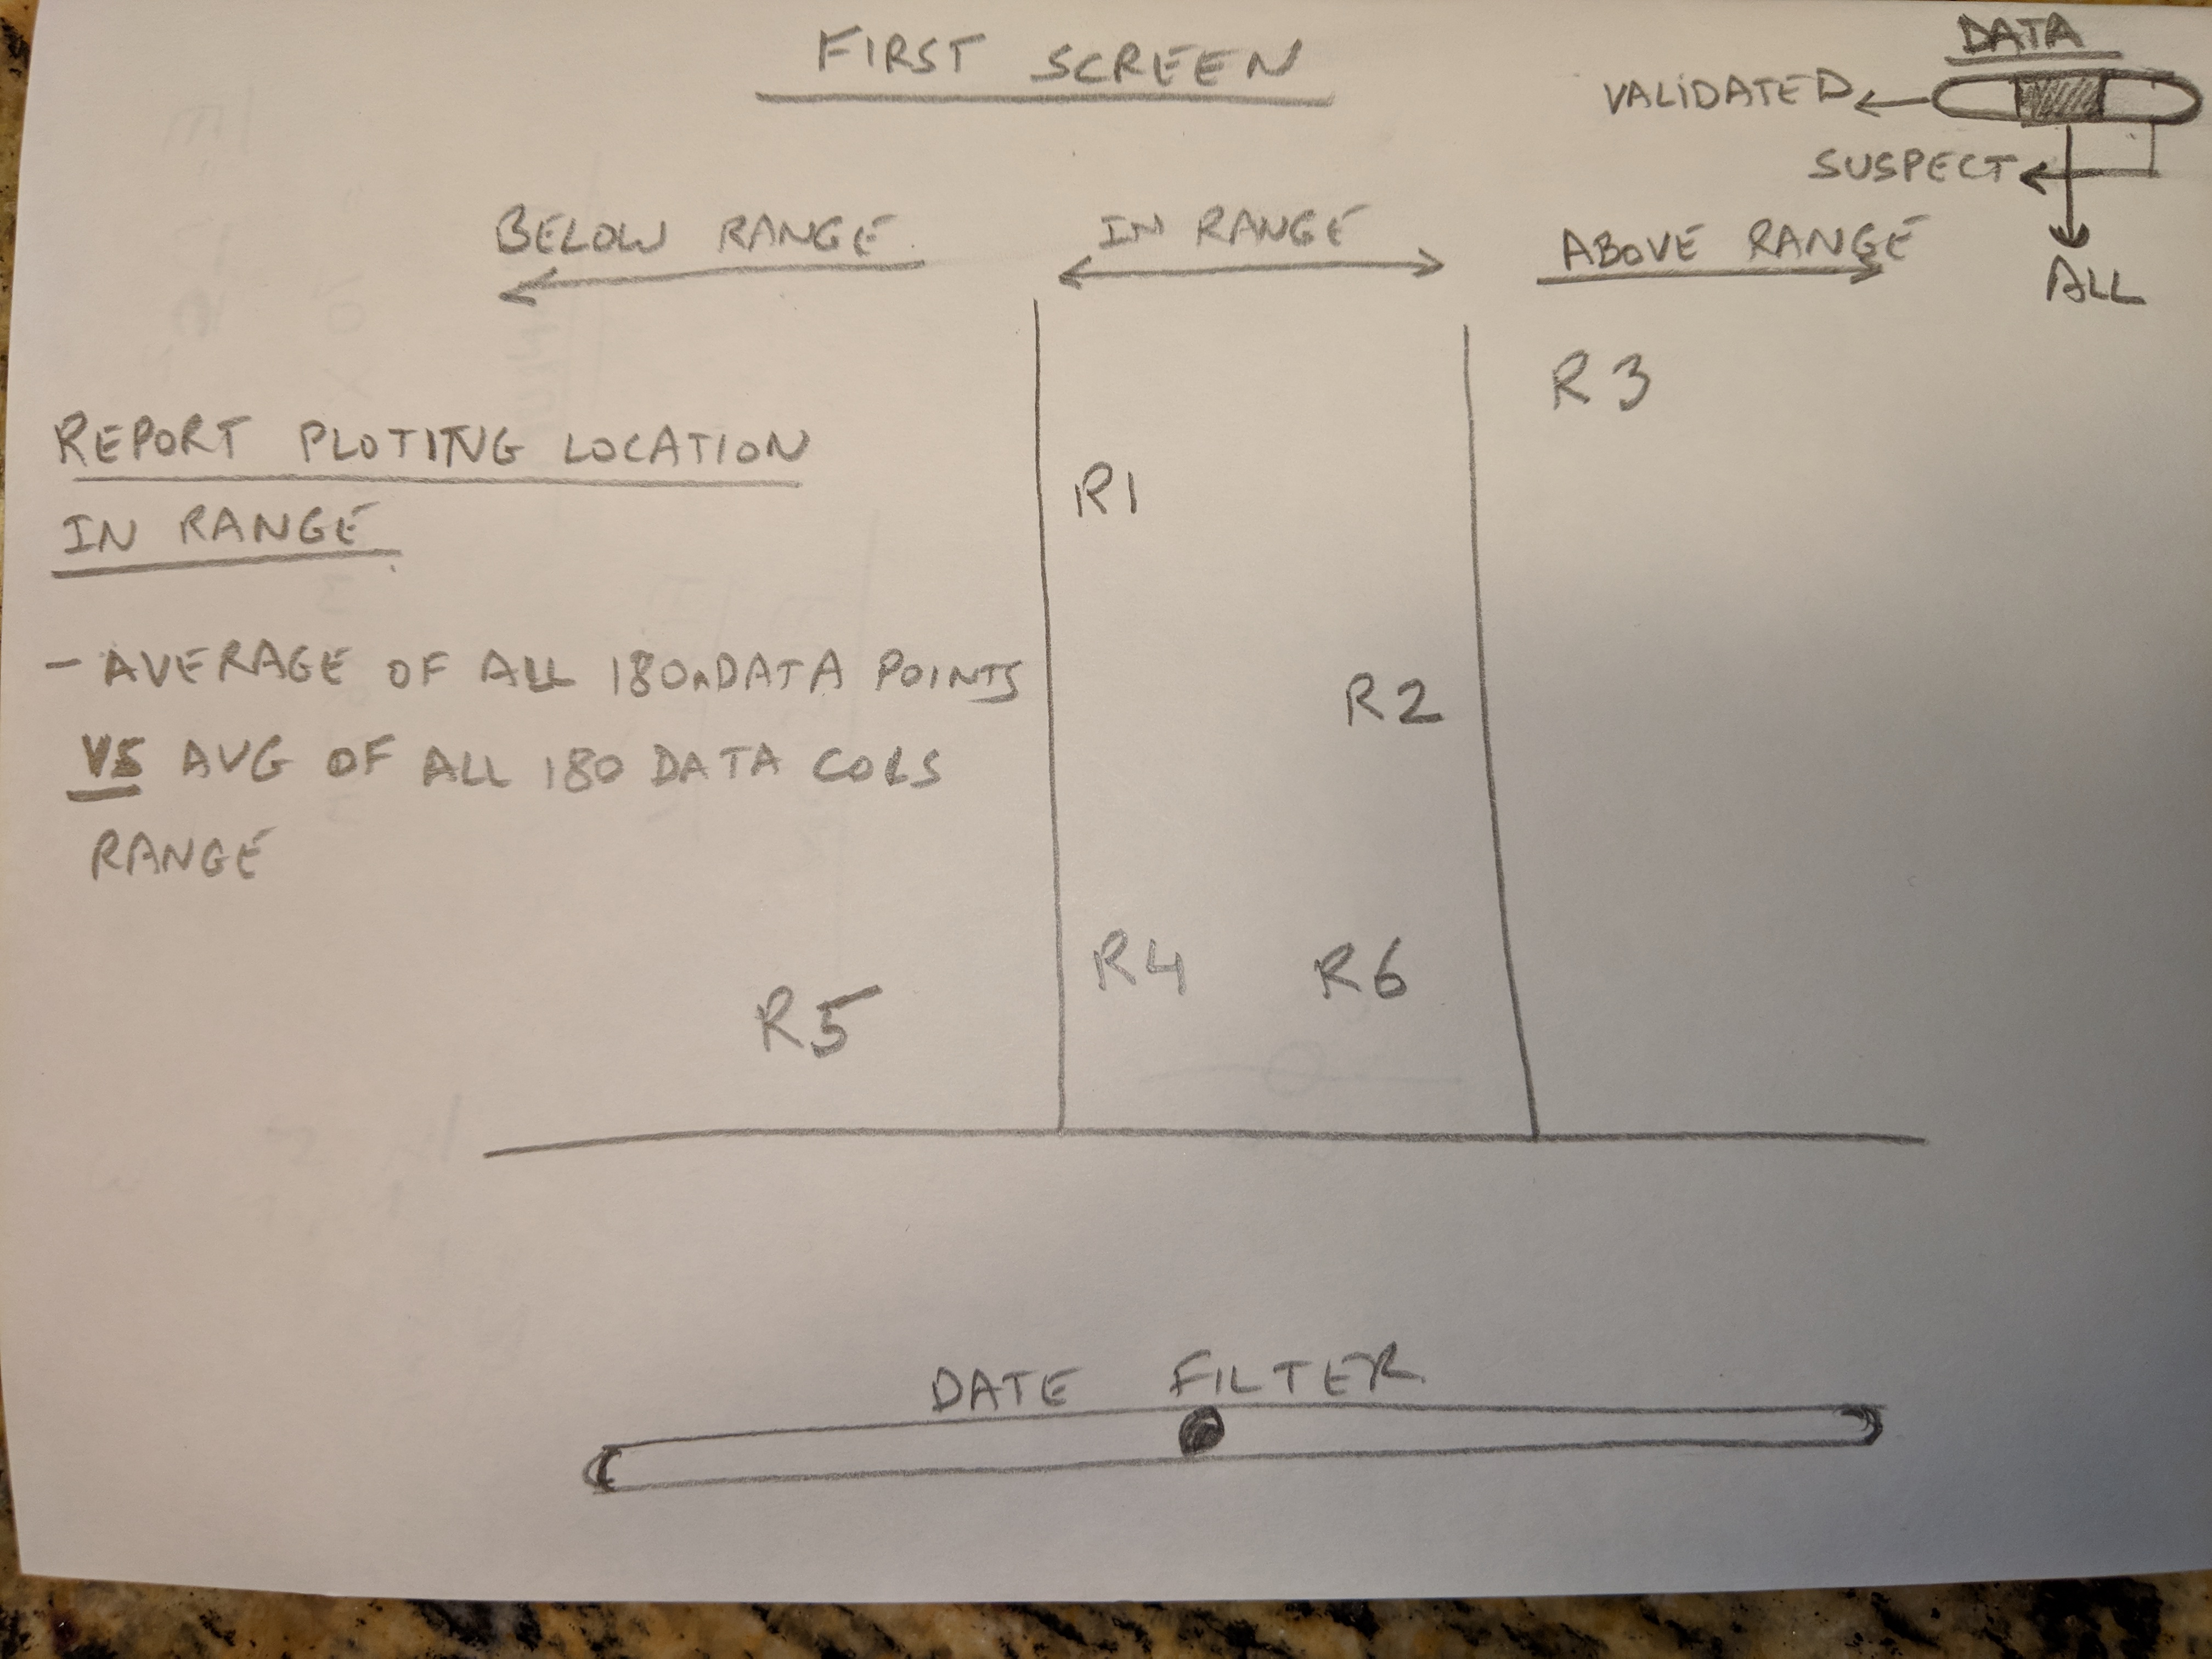 FIRST SCREEN
DATA
VALIDATED
SUSPECT
ALL
BELOW RANGE
IN RANGE
ABOVE RANGE
REPORT PLOTITNG LOCATION
IN RANGE
- AVERAGE OF ALL 180 DATA POINTS
VS AVG OF ALL 180 DATA COLS
RANGE
R1
R2
R3
R4
R6
R5
DATE FILTER